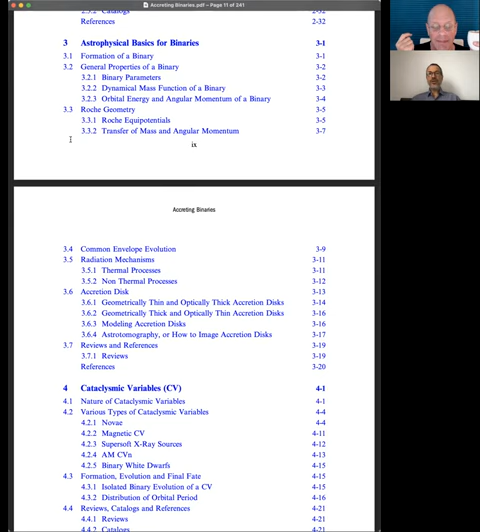 Accreting Binaries.pdf – Page 11 of 241
2.3.2 Catalogs 2-32
References 2-32
3 Astrophysical Basics for Binaries 3-1
3.1 Formation of a Binary 3-1
3.2 General Properties of a Binary 3-2
3.2.1 Binary Parameters 3-2
3.2.2 Dynamical Mass Function of a Binary 3-3
3.2.3 Orbital Energy and Angular Momentum of a Binary 3-4
3.3 Roche Geometry 3-5
3.3.1 Roche Equipotentials 3-5
3.3.2 Transfer of Mass and Angular Momentum 3-7
ix
Accreting Binaries
3.4 Common Envelope Evolution 3-9
3.5 Radiation Mechanisms 3-11
3.5.1 Thermal Processes 3-11
3.5.2 Non Thermal Processes 3-12
3.6 Accretion Disk 3-13
3.6.1 Geometrically Thin and Optically Thick Accretion Disks 3-14
3.6.2 Geometrically Thick and Optically Thin Accretion Disks 3-16
3.6.3 Modeling Accretion Disks 3-16
3.6.4 Astrotomography, or How to Image Accretion Disks 3-17
3.7 Reviews and References 3-19
3.7.1 Reviews 3-19
References 3-20
4 Cataclysmic Variables (CV) 4-1
4.1 Nature of Cataclysmic Variables 4-1
4.2 Various Types of Cataclysmic Variables 4-4
4.2.1 Novae 4-4
4.2.2 Magnetic CV 4-11
4.2.3 Supersoft X-Ray Sources 4-12
4.2.4 AM CVn 4-13
4.2.5 Binary White Dwarfs 4-15
4.3 Formation, Evolution and Final Fate 4-15
4.3.1 Isolated Binary Evolution of a CV 4-15
4.3.2 Distribution of Orbital Period 4-16
4.4 Reviews, Catalogs and References 4-21
4.4.1 Reviews 4-21
4.4.2 Catalogs 4-21